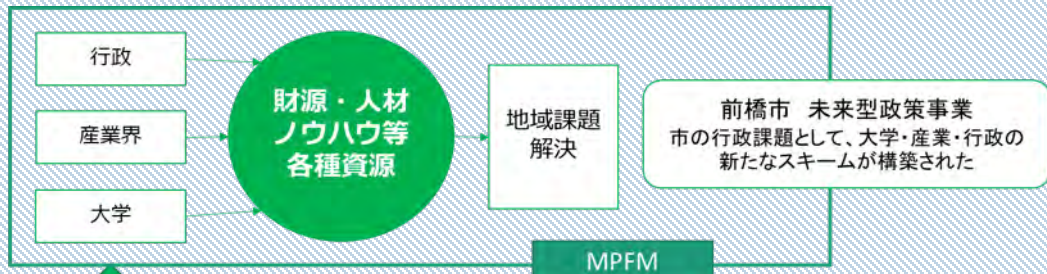 行政
産業界
大学
財源・人材
ノウハウ等
各種資源
地域課題
解決
前橋市 未来型政策事業
市の行政課題として、大学・産業・行政の
新たなスキームが構築された
MPFM